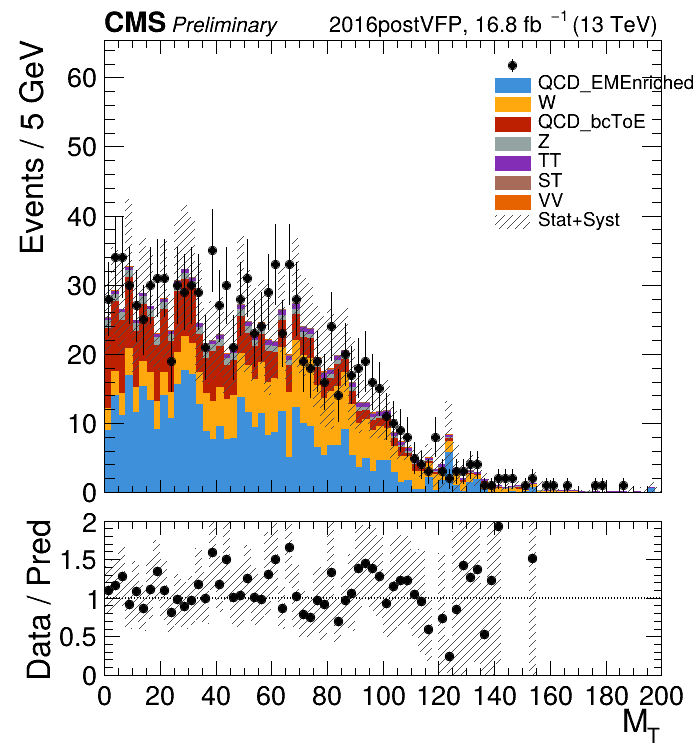 CMS Preliminary 2016postVFP, 16.8 fb⁻¹ (13 TeV)
Events / 5 GeV
60
50
40
30
20
10
0
QCD_EMEnriched
W
QCD_bcToE
Z
TT
ST
VV
Stat+Syst
Data / Pred
2
1.5
1
0.5
0
0 20 40 60 80 100 120 140 160 180 200
M_T